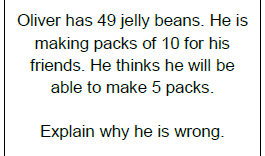 Oliver has 49 jelly beans. He is
making packs of 10 for his
friends. He thinks he will be
able to make 5 packs.
Explain why he is wrong.